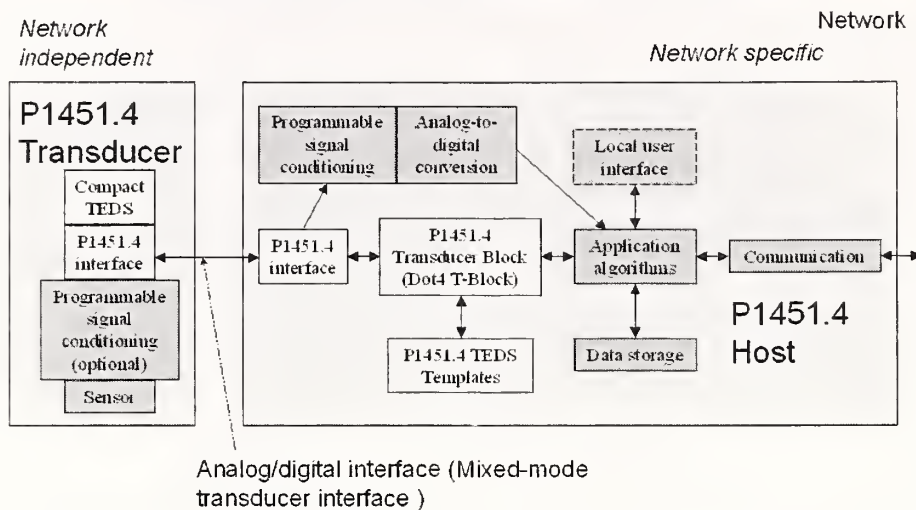 Network
independent
Network
Network specific
P1451.4
Transducer
Compact
TEDS
P1451.4
interface
Programmable
signal
conditioning
(optional)
Sensor
Programmable
signal
conditioning
Analog-to-
digital
conversion
Local user
interface
P1451.4
interface
P1451.4
Transducer Block
(Dot4 T-Block)
Application
algorithms
Communication
P1451.4 TEDS
Templates
Data storage
P1451.4
Host
Analog/digital interface (Mixed-mode
transducer interface )